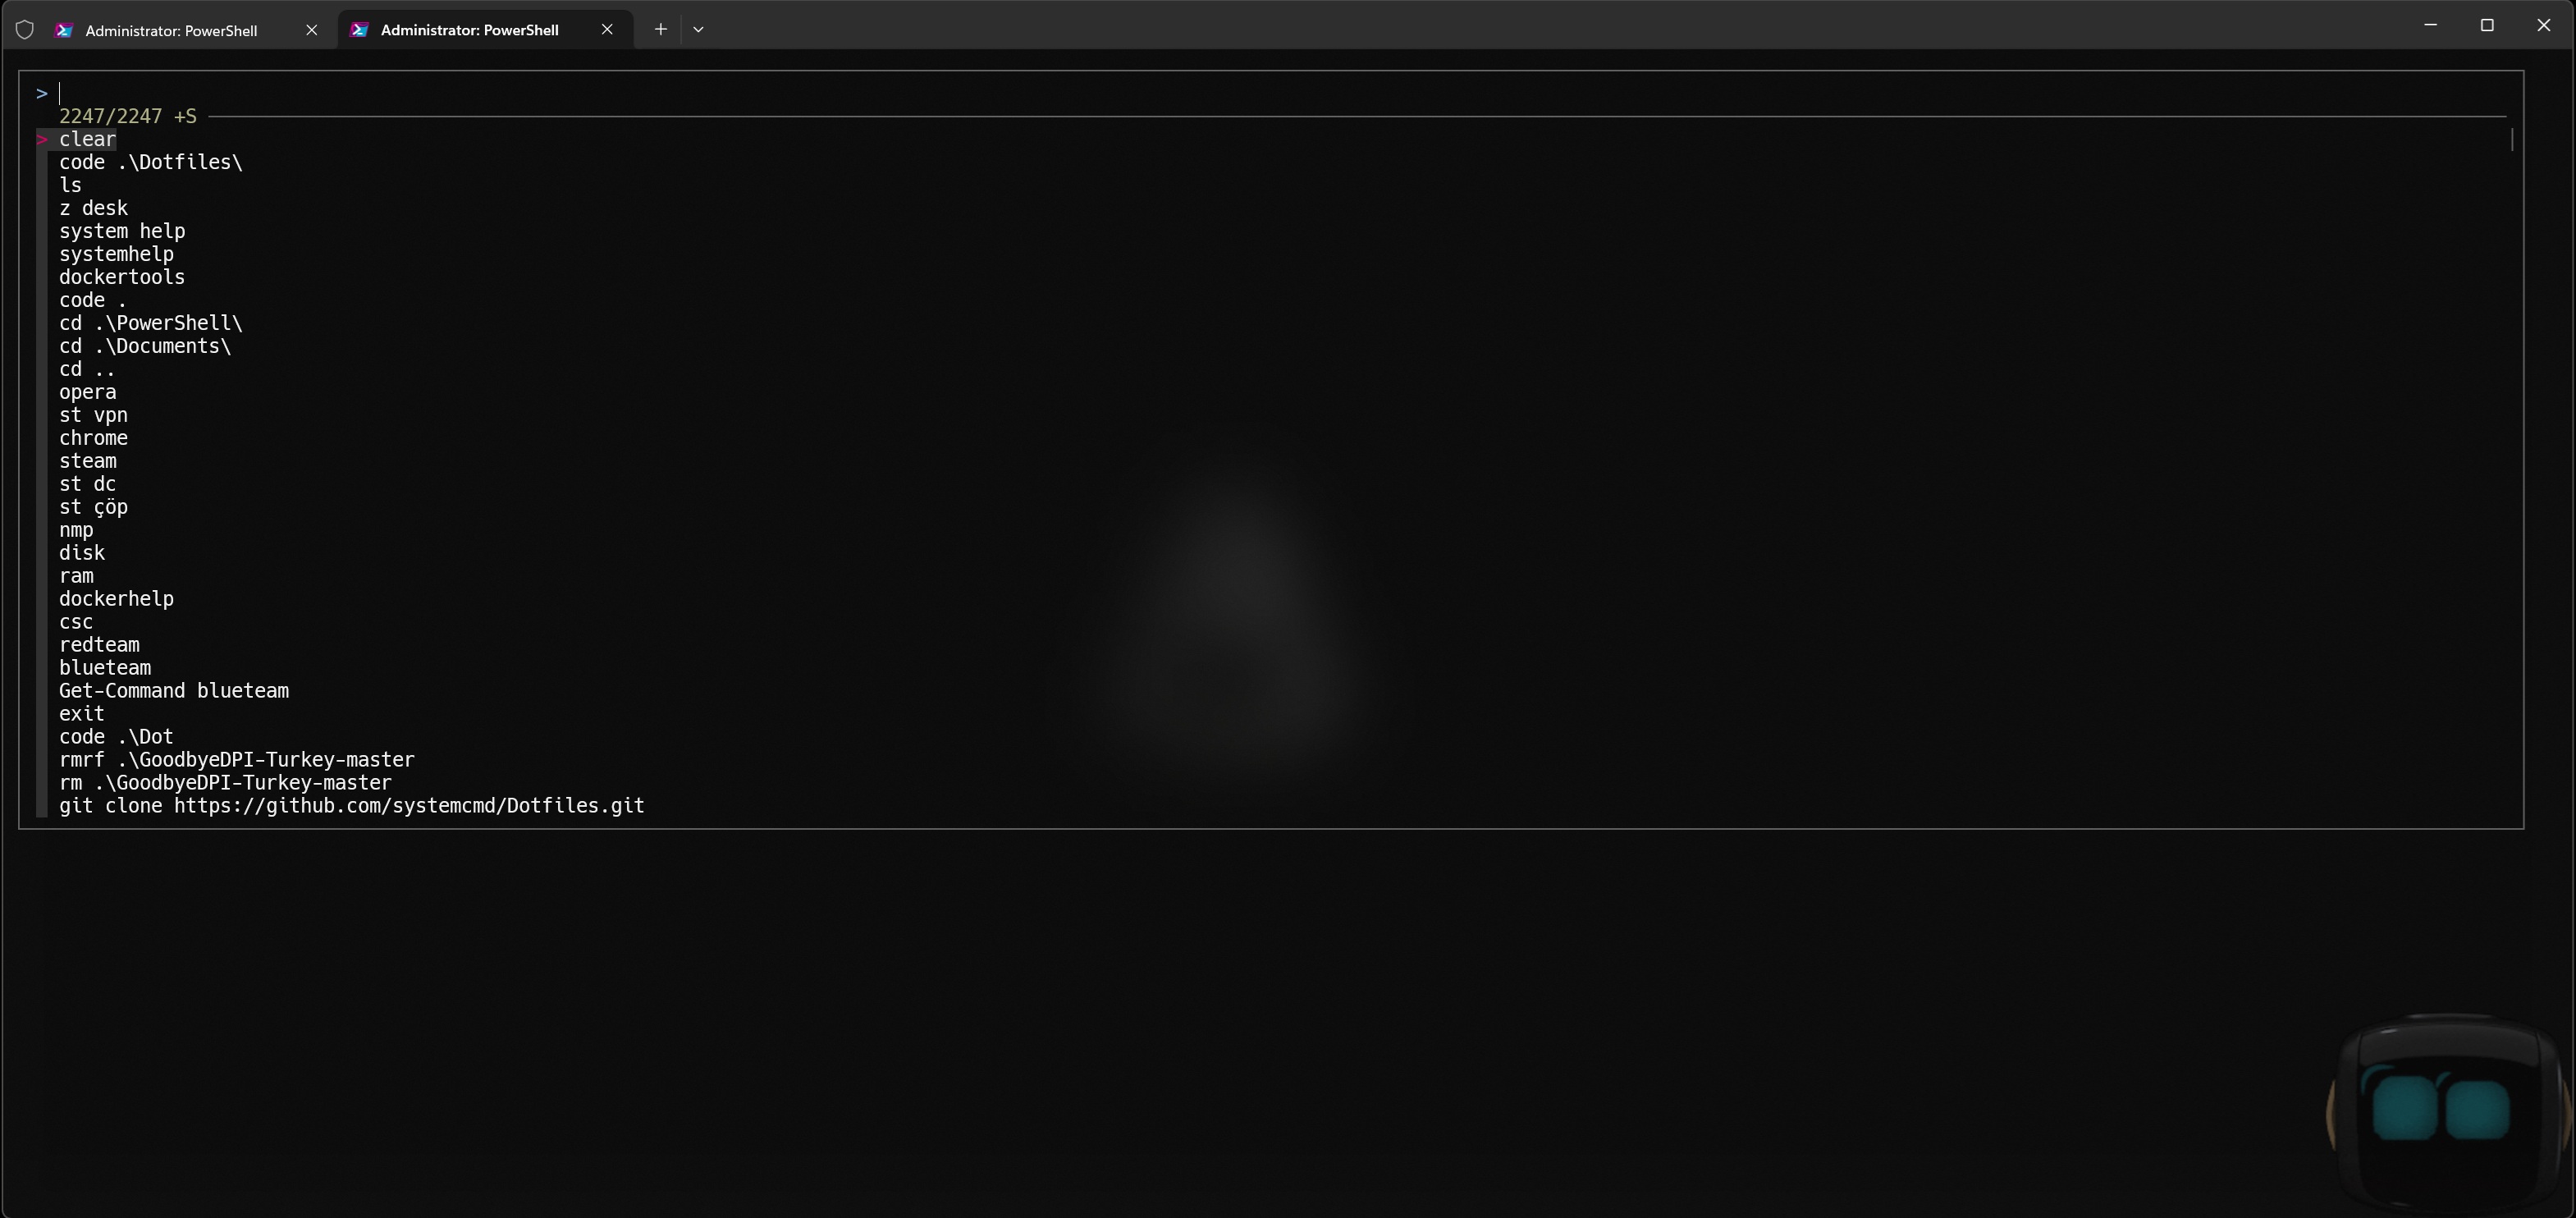 Administrator: PowerShell
Administrator: PowerShell
>
2247/2247 +S
> clear
code .\Dotfiles\
ls
z desk
system help
systemhelp
dockertools
code .
cd .\PowerShell\
cd .\Documents\
cd ..
opera
st vpn
chrome
steam
st dc
st çöp
nmp
disk
ram
dockerhelp
csc
redteam
blueteam
Get-Command blueteam
exit
code .\Dot
rmrf .\GoodbyeDPI-Turkey-master
rm .\GoodbyeDPI-Turkey-master
git clone https://github.com/systemcmd/Dotfiles.git